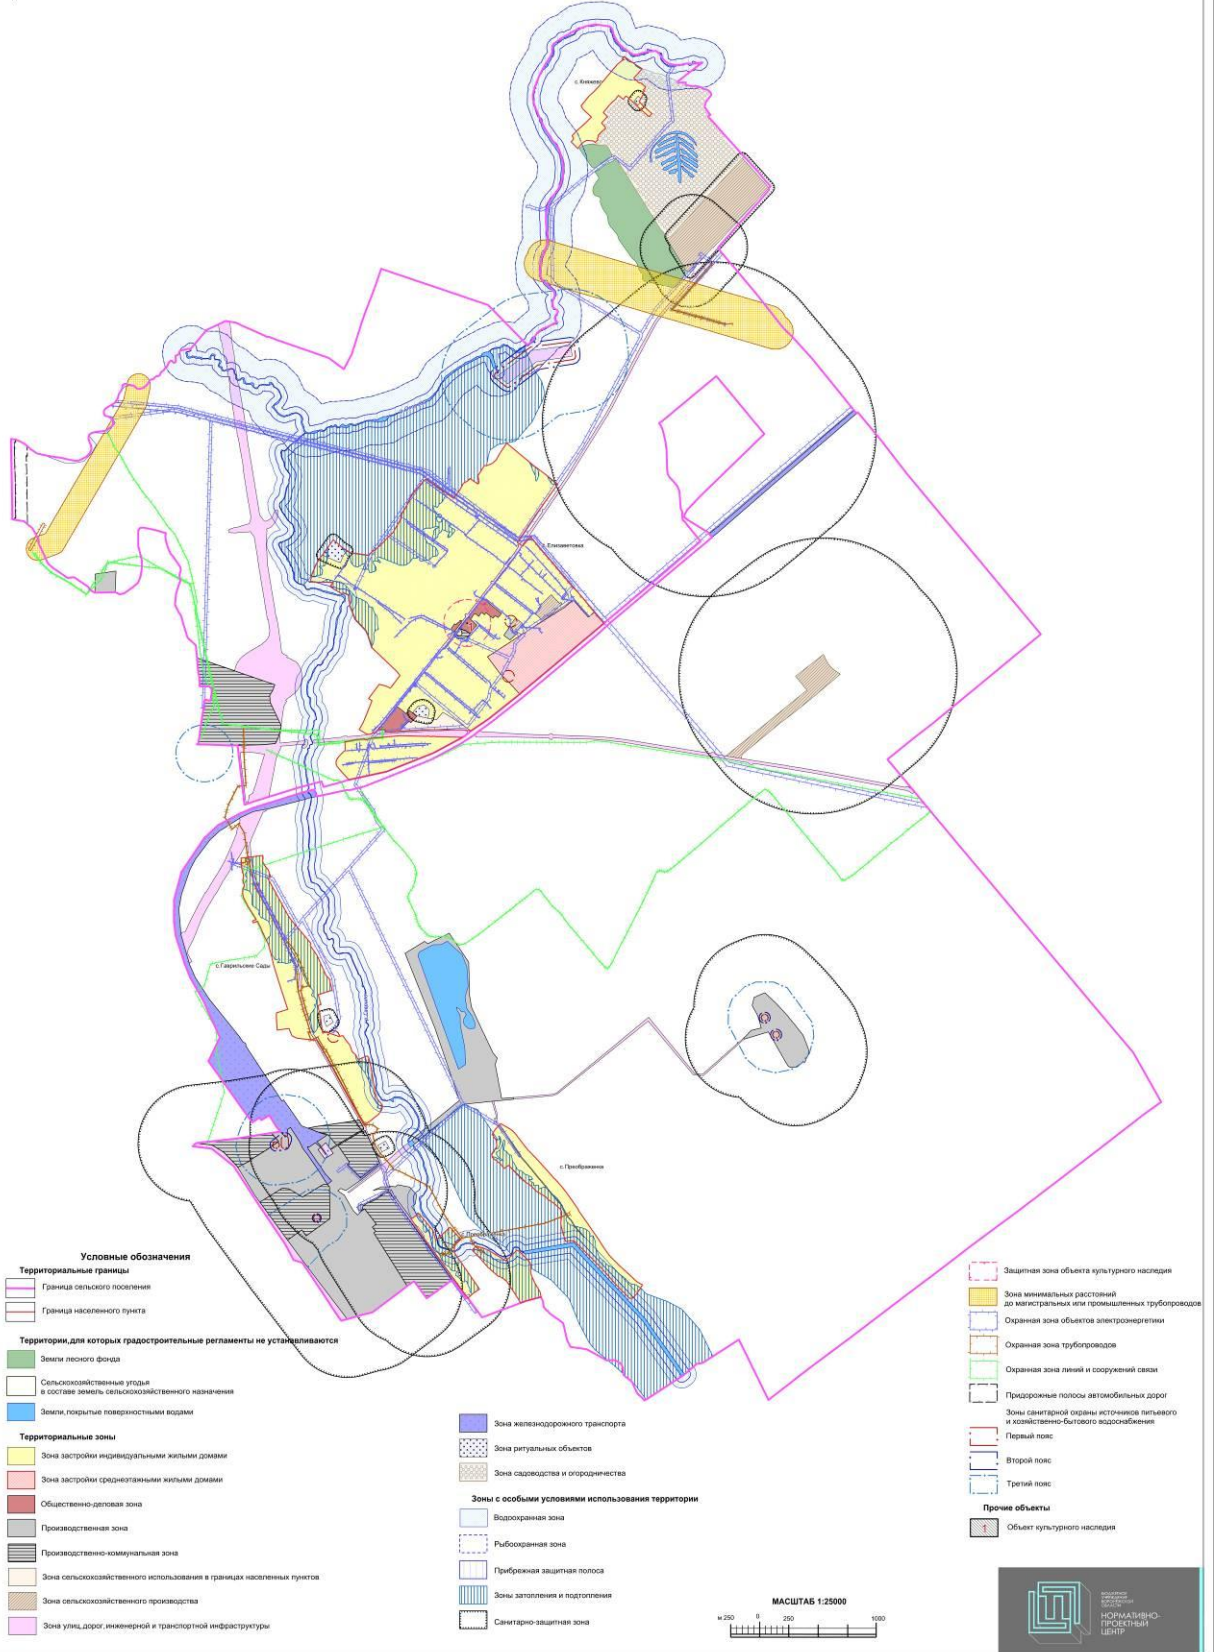 с. Елизаветовка
с. Гаврильские Сады
с. Преображенка
Условные обозначения
Территориальные границы
Граница сельского поселения
Граница населенного пункта
Территории, для которых градостроительные регламенты не устанавливаются
Земли лесного фонда
Сельскохозяйственные угодья
в составе земель сельскохозяйственного назначения
Земли, покрытые поверхностными водами
Территориальные зоны
Зона застройки индивидуальными жилыми домами
Зона застройки среднеэтажными жилыми домами
Общественно-деловая зона
Производственная зона
Производственно-коммунальная зона
Зона сельскохозяйственного использования в границах населенных пунктов
Зона сельскохозяйственного производства
Зона улиц, дорог, инженерной и транспортной инфраструктуры
Зона железнодорожного транспорта
Зона ритуальных объектов
Зона садоводства и огородничества
Зоны с особыми условиями использования территории
Водоохранная зона
Рыбоохранная зона
Прибрежная защитная полоса
Зоны затопления и подтопления
Санитарно-защитная зона
МАСШТАБ 1:25000
м 250 0 250 1000
Защитная зона объекта культурного наследия
Зона минимальных расстояний
до магистральных или промышленных трубопроводов
Охранная зона объектов электроэнергетики
Охранная зона трубопроводов
Охранная зона линий и сооружений связи
Придорожные полосы автомобильных дорог
Зоны санитарной охраны источников питьевого
и хозяйственно-бытового водоснабжения
Первый пояс
Второй пояс
Третий пояс
Прочие объекты
1 Объект культурного наследия
НОРМАТИВНО-
ПРОЕКТНЫЙ
ЦЕНТР